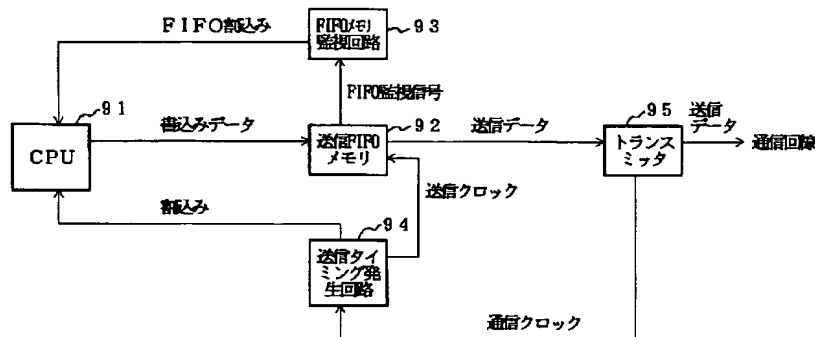 FIFO割込み
FIFOメモリ
監視回路
93
FIFO監視信号
91
CPU
書込みデータ
92
送信FIFO
メモリ
送信データ
95
トランス
ミッタ
送信
データ
通信回線
送信クロック
割込み
94
送信タイ
ミング発
生回路
通信クロック